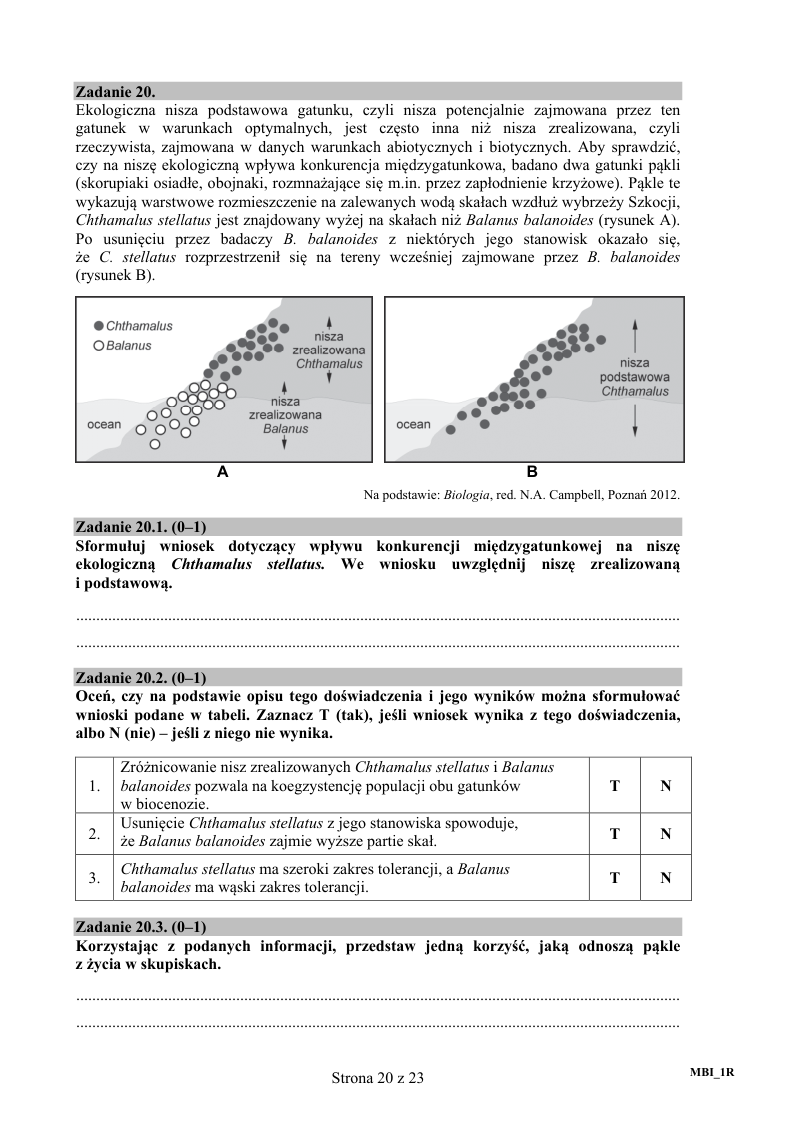 Zadanie 20.
Ekologiczna nisza podstawowa gatunku, czyli nisza potencjalnie zajmowana przez ten
gatunek w warunkach optymalnych, jest często inna niż nisza zrealizowana, czyli
rzeczywista, zajmowana w danych warunkach abiotycznych i biotycznych. Aby sprawdzić,
czy na niszę ekologiczną wpływa konkurencja międzygatunkowa, badano dwa gatunki pąkli
(skorupiaki osiadłe, obojnaki, rozmnażające się m.in. przez zapłodnienie krzyżowe). Pąkle te
wykazują warstwowe rozmieszczenie na zalewanych wodą skałach wzdłuż wybrzeży Szkocji,
Chthamalus stellatus jest znajdowany wyżej na skałach niż Balanus balanoides (rysunek A).
Po usunięciu przez badaczy B. balanoides z niektórych jego stanowisk okazało się,
że C. stellatus rozprzestrzenił się na tereny wcześniej zajmowane przez B. balanoides
(rysunek B).
Chthamalus
Balanus
nisza
zrealizowana
Chthamalus
nisza
zrealizowana
Balanus
ocean
A
nisza
podstawowa
Chthamalus
ocean
B
Na podstawie: Biologia, red. N.A. Campbell, Poznań 2012.
Zadanie 20.1. (0–1)
Sformułuj wniosek dotyczący wpływu konkurencji międzygatunkowej na niszę
ekologiczną Chthamalus stellatus. We wniosku uwzględnij niszę zrealizowaną
i podstawową.
Zadanie 20.2. (0–1)
Oceń, czy na podstawie opisu tego doświadczenia i jego wyników można sformułować
wnioski podane w tabeli. Zaznacz T (tak), jeśli wniosek wynika z tego doświadczenia,
albo N (nie) – jeśli z niego nie wynika.
1. Zróżnicowanie nisz zrealizowanych Chthamalus stellatus i Balanus
balanoides pozwala na koegzystencję populacji obu gatunków
w biocenozie. T N
2. Usunięcie Chthamalus stellatus z jego stanowiska spowoduje,
że Balanus balanoides zajmie wyższe partie skał. T N
3. Chthamalus stellatus ma szeroki zakres tolerancji, a Balanus
balanoides ma wąski zakres tolerancji. T N
Zadanie 20.3. (0–1)
Korzystając z podanych informacji, przedstaw jedną korzyść, jaką odnoszą pąkle
z życia w skupiskach.
Strona 20 z 23
MBI_1R